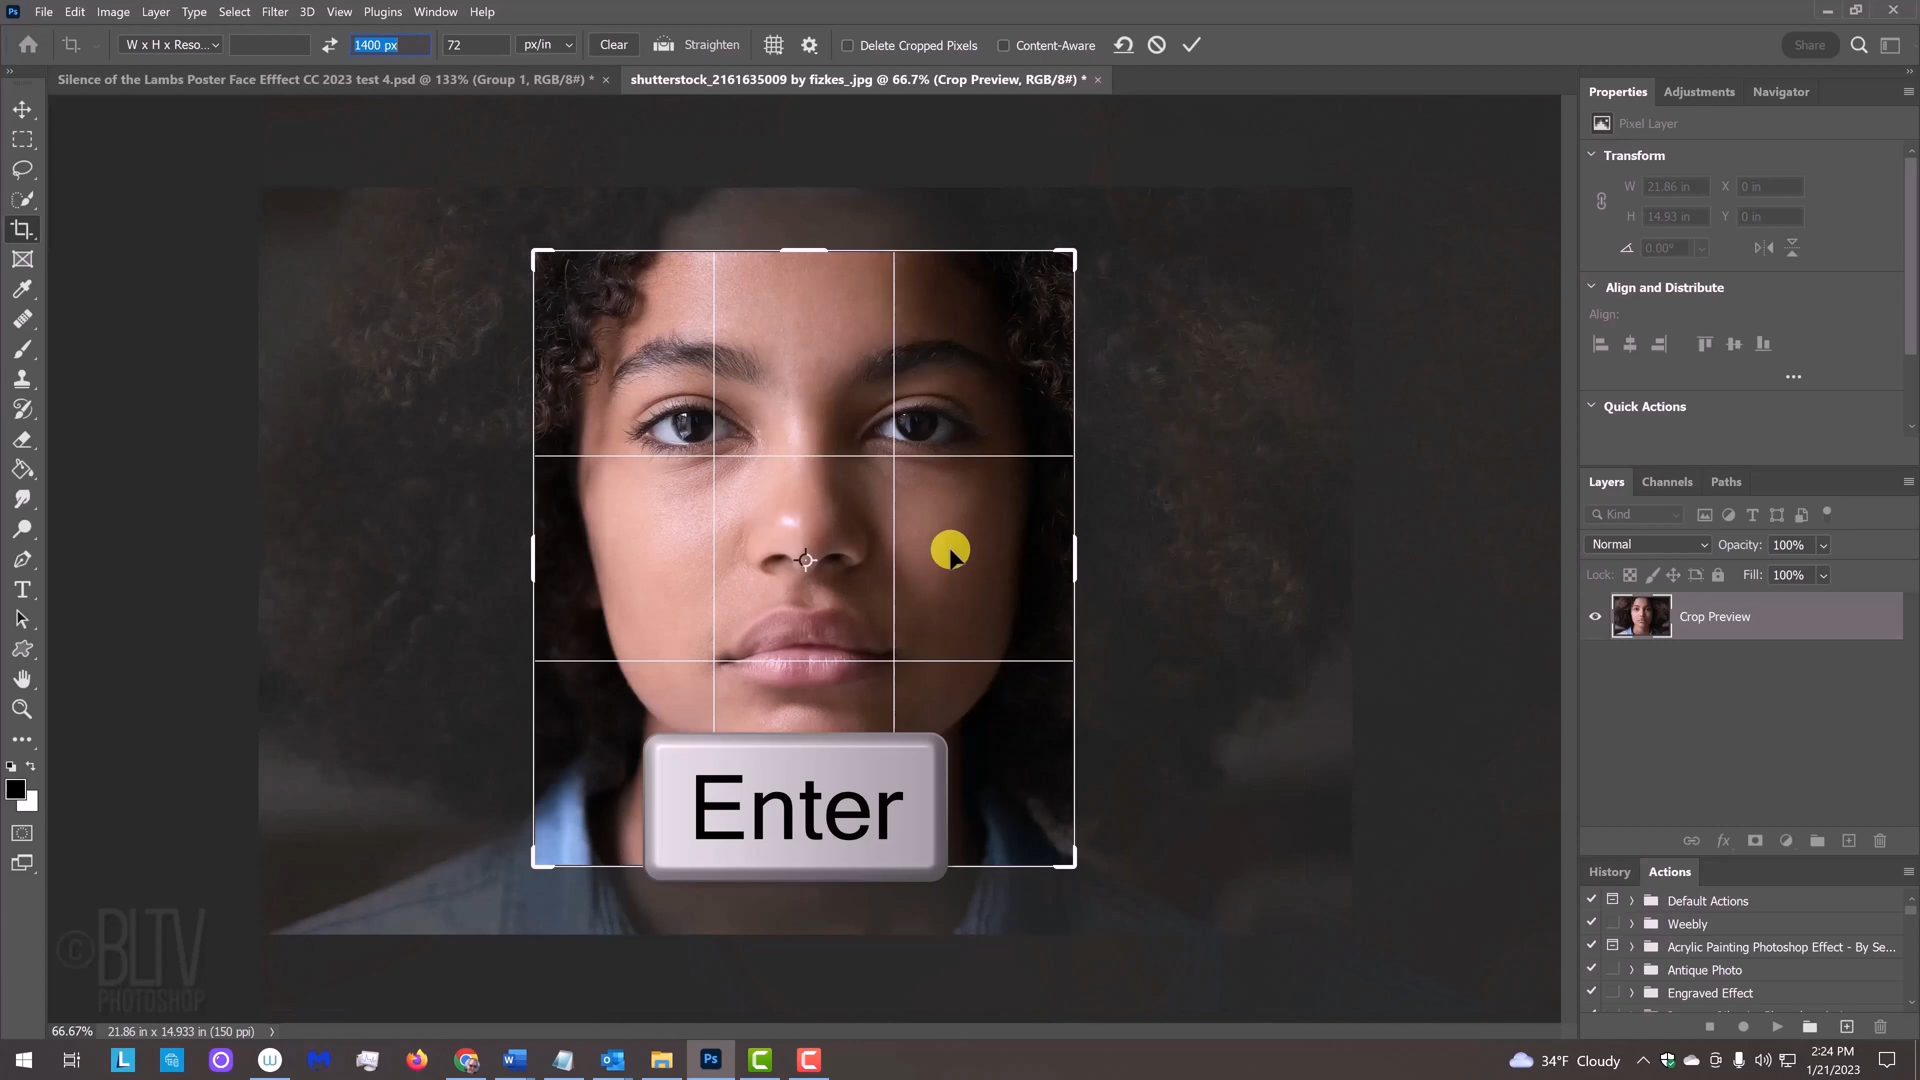 Ps File Edit Image Layer Type Select Filter 3D View Plugins Window Help
W x H x Reso... 1400 px 72 px/in Clear Straighten Delete Cropped Pixels Content-Aware Share
Silence of the Lambs Poster Face Efffect CC 2023 test 4.psd @ 133% (Group 1, RGB/8#) * × shutterstock_2161635009 by fizkes_.jpg @ 66.7% (Crop Preview, RGB/8#) * ×
Properties Adjustments Navigator
Pixel Layer
Transform
W 21.86 in X 0 in
H 14.93 in Y 0 in
0.00°
Align and Distribute
Align:
Quick Actions
Layers Channels Paths
Kind
Normal Opacity: 100%
Lock: Fill: 100%
Crop Preview
Enter
History Actions
Default Actions
Weebly
Acrylic Painting Photoshop Effect - By Se...
Antique Photo
Engraved Effect
© BLTV
PHOTOSHOP
66.67% 21.86 in x 14.933 in (150 ppi)
34°F Cloudy
2:24 PM
1/21/2023